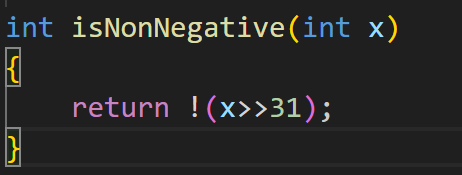 int isNonNegative(int x)
{
    return !(x>>31);
}